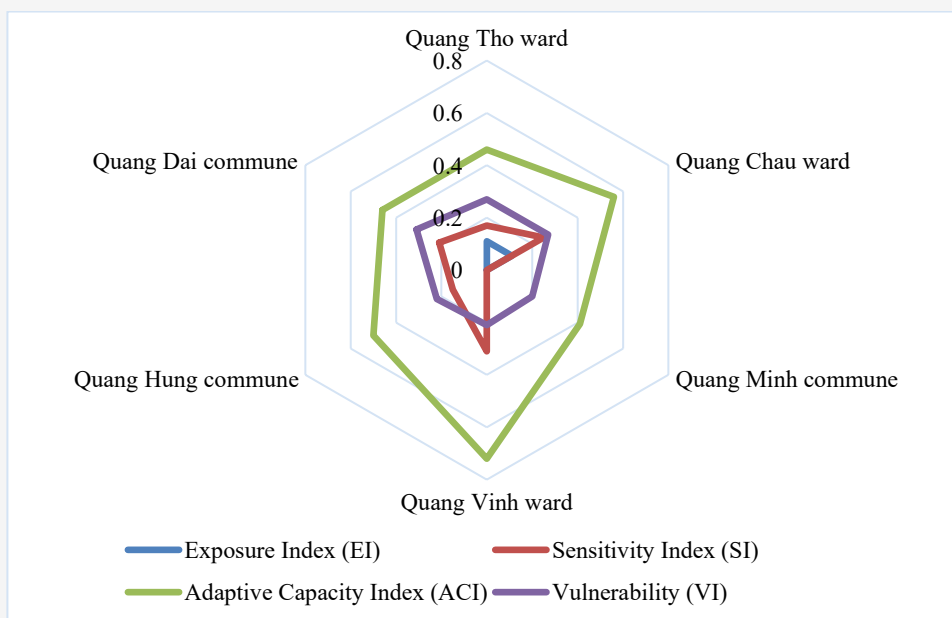 Quang Tho ward
0.8
0.6
Quang Dai commune
0.4
Quang Chau ward
0.2
0
Quang Hung commune
Quang Minh commune
Quang Vinh ward
Exposure Index (EI)
Sensitivity Index (SI)
Adaptive Capacity Index (ACI)
Vulnerability (VI)